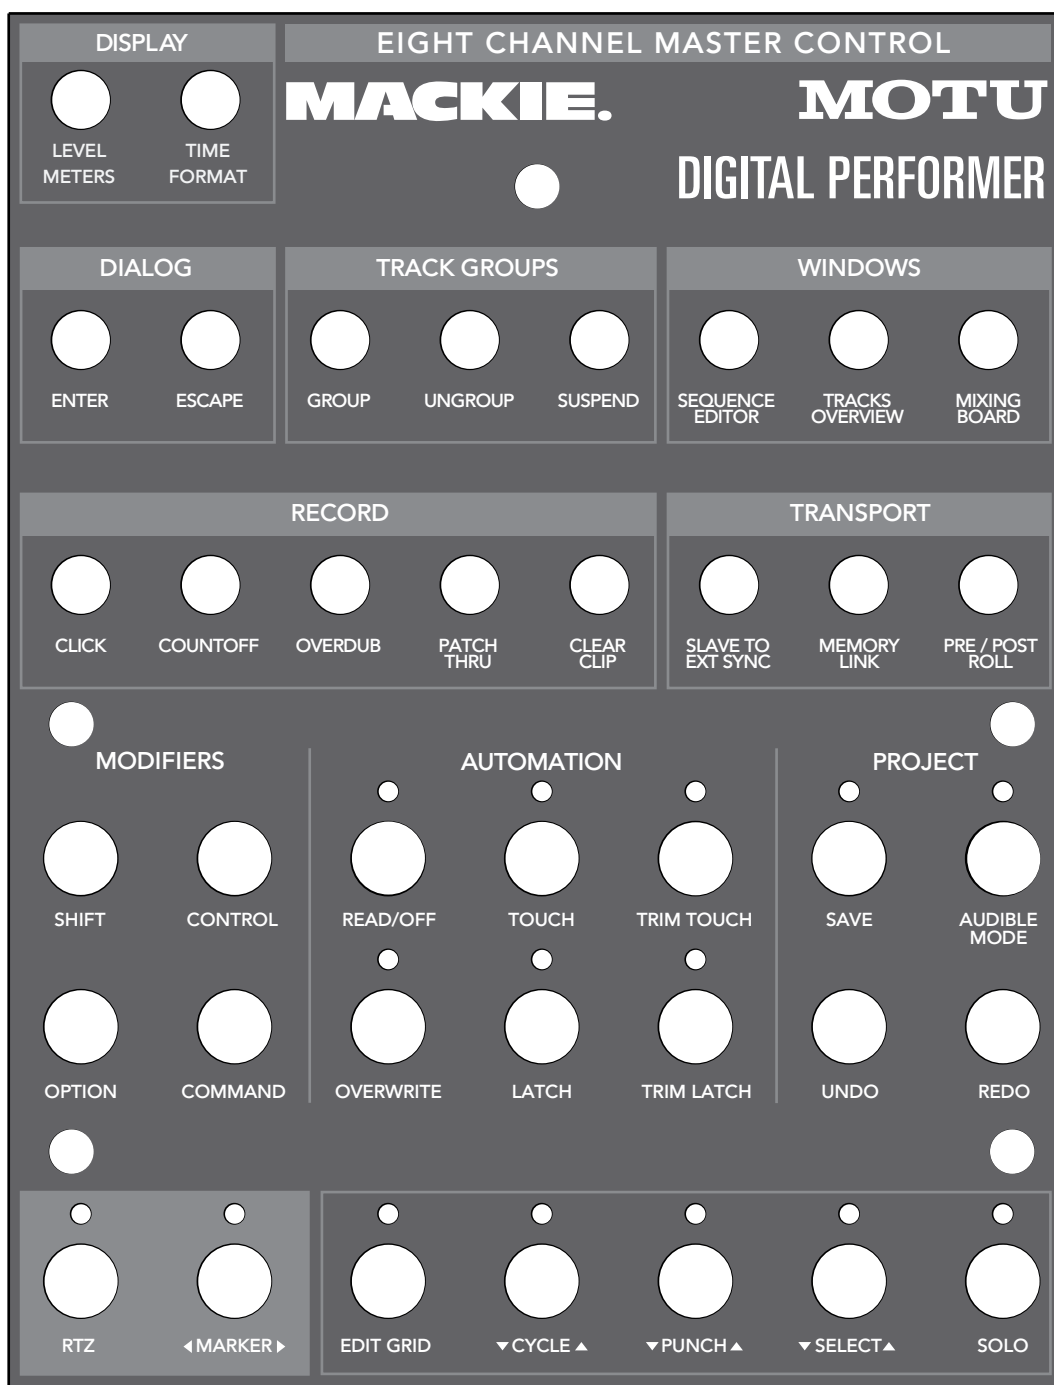 DISPLAY
EIGHT CHANNEL MASTER CONTROL
MACKIE.
MOTU
LEVEL
METERS
TIME
FORMAT
DIGITAL PERFORMER
DIALOG
TRACK GROUPS
WINDOWS
ENTER
ESCAPE
GROUP
UNGROUP
SUSPEND
SEQUENCE
EDITOR
TRACKS
OVERVIEW
MIXING
BOARD
RECORD
TRANSPORT
CLICK
COUNTOFF
OVERDUB
PATCH
THRU
CLEAR
CLIP
SLAVE TO
EXT SYNC
MEMORY
LINK
PRE / POST
ROLL
MODIFIERS
AUTOMATION
PROJECT
SHIFT
CONTROL
READ/OFF
TOUCH
TRIM TOUCH
SAVE
AUDIBLE
MODE
OPTION
COMMAND
OVERWRITE
LATCH
TRIM LATCH
UNDO
REDO
RTZ
◀ MARKER ▶
EDIT GRID
▼ CYCLE ▲
▼ PUNCH ▲
▼ SELECT ▲
SOLO